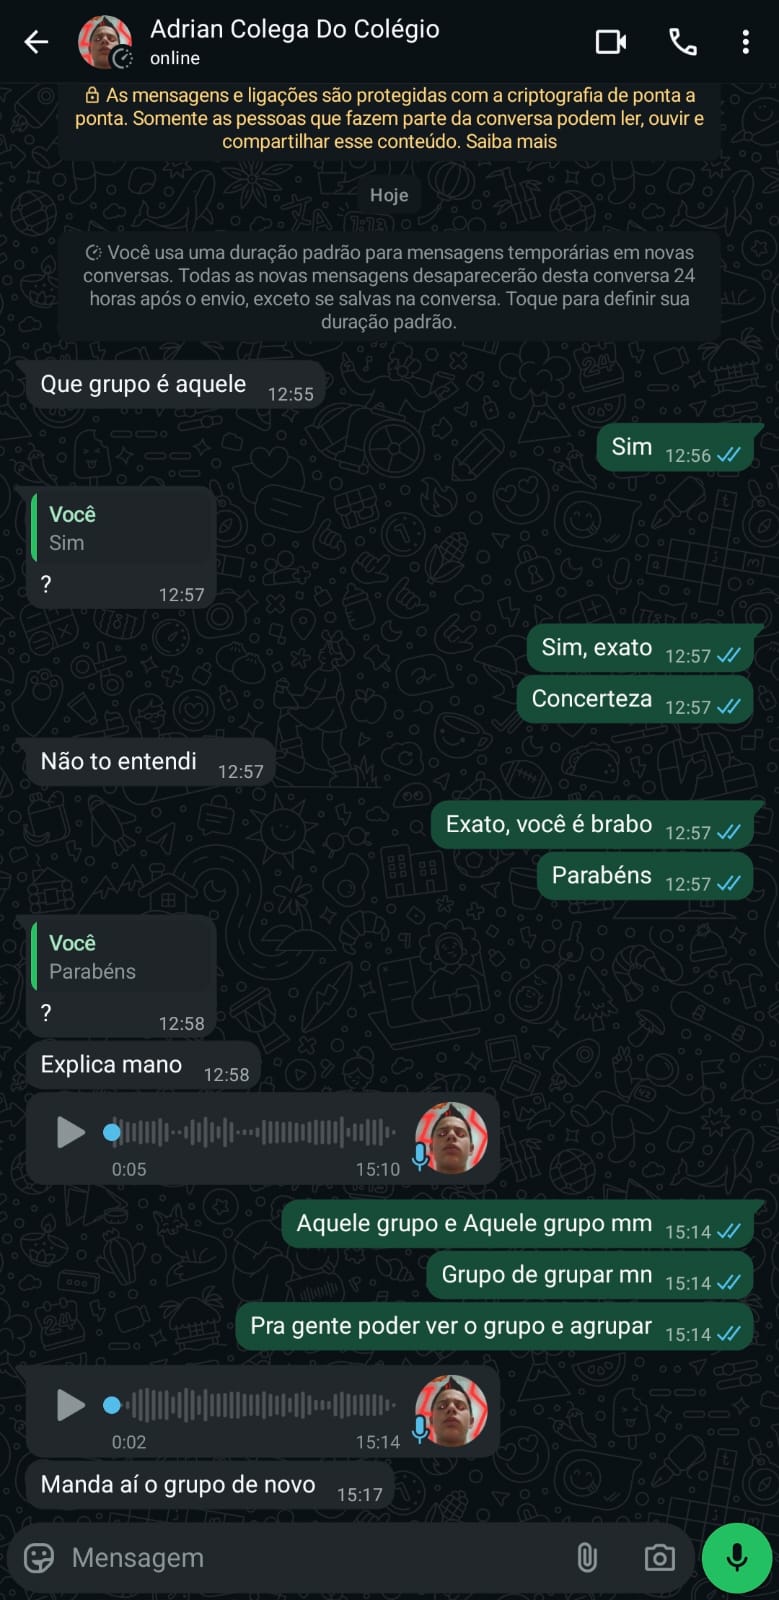 Adrian Colega Do Colégio
online
As mensagens e ligações são protegidas com a criptografia de ponta a
ponta. Somente as pessoas que fazem parte da conversa podem ler, ouvir e
compartilhar esse conteúdo. Saiba mais
Hoje
Você usa uma duração padrão para mensagens temporárias em novas
conversas. Todas as novas mensagens desaparecerão desta conversa 24
horas após o envio, exceto se salvas na conversa. Toque para definir sua
duração padrão.
Que grupo é aquele 12:55
Sim 12:56
Você
Sim
? 12:57
Sim, exato 12:57
Concerteza 12:57
Não to entendi 12:57
Exato, você é brabo 12:57
Parabéns 12:57
Você
Parabéns
? 12:58
Explica mano 12:58
0:05 15:10
Aquele grupo e Aquele grupo mm 15:14
Grupo de grupar mn 15:14
Pra gente poder ver o grupo e agrupar 15:14
0:02 15:14
Manda aí o grupo de novo 15:17
Mensagem